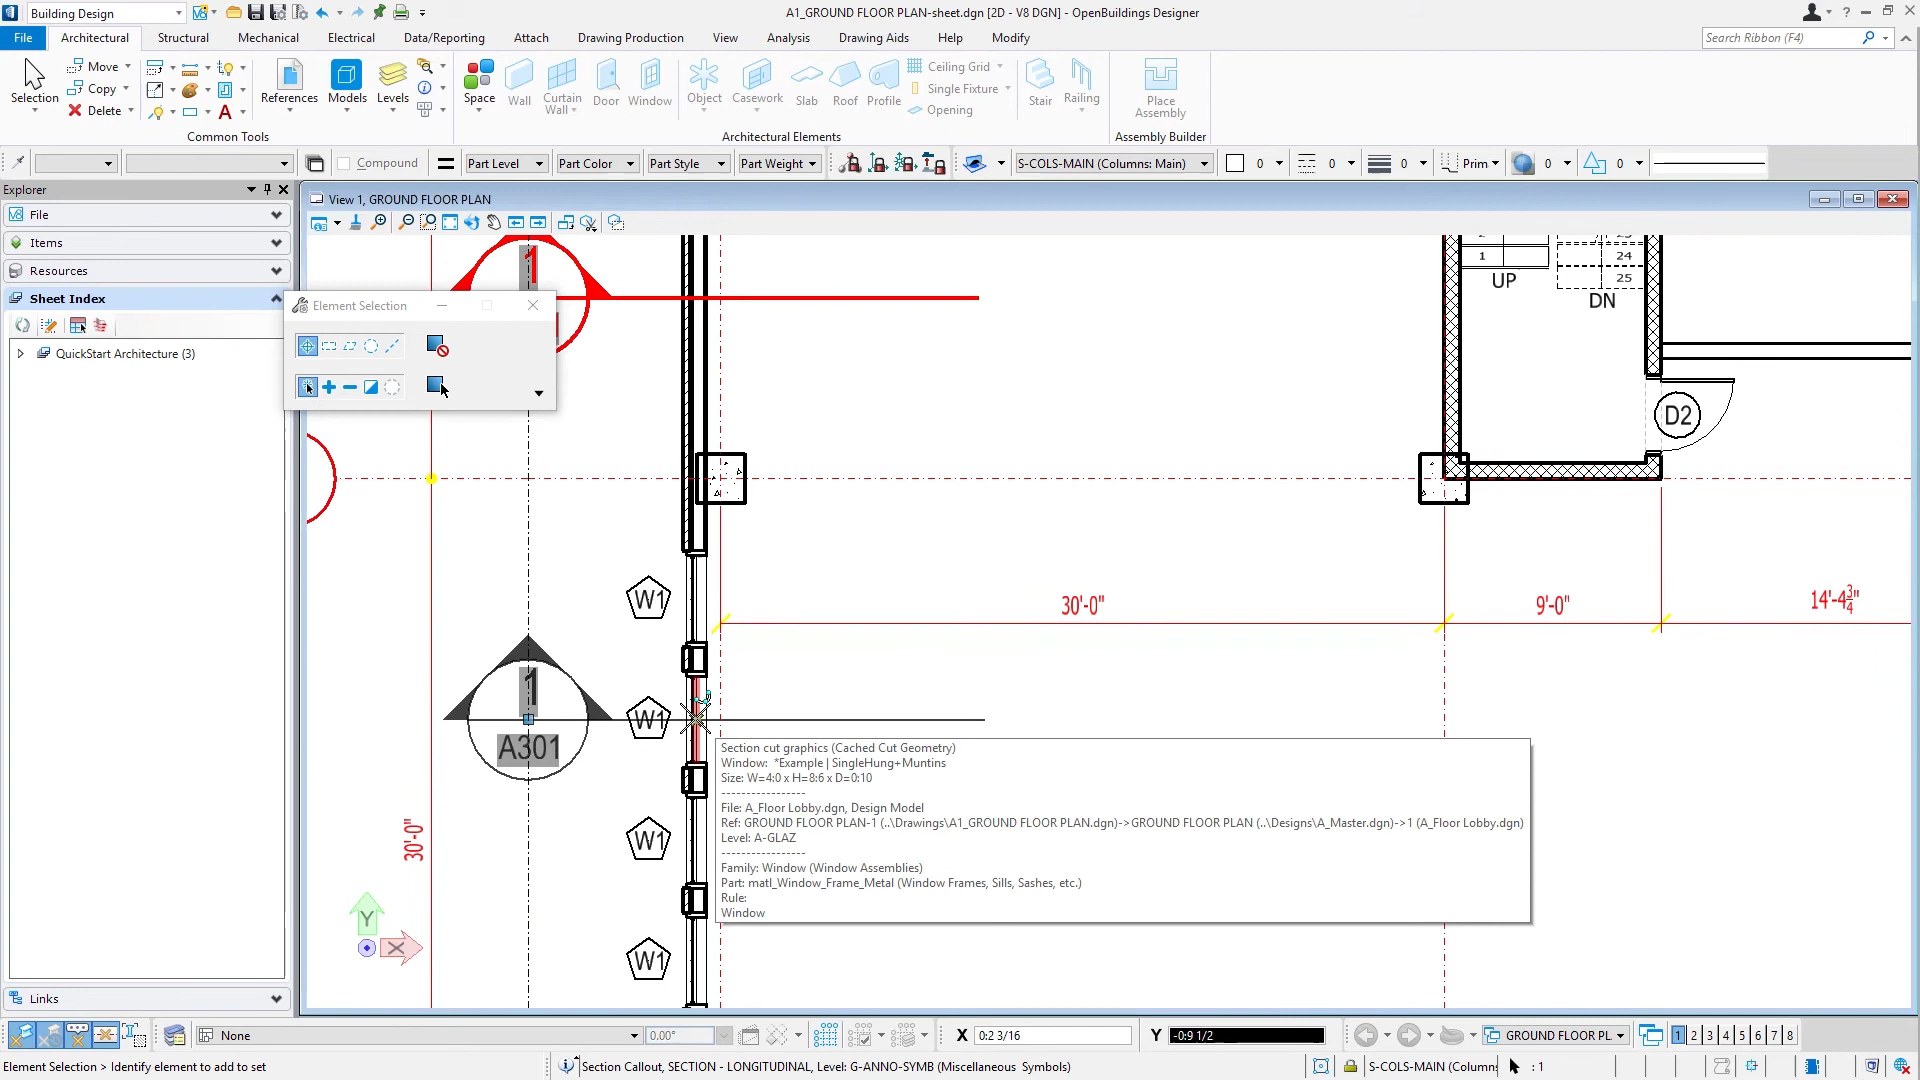 Building Design
A1_GROUND FLOOR PLAN-sheet.dgn [2D - V8 DGN] - OpenBuildings Designer
File
Architectural
Structural
Mechanical
Electrical
Data/Reporting
Attach
Drawing Production
View
Analysis
Drawing Aids
Help
Modify
Search Ribbon (F4)
Selection
Move
Copy
Delete
References
Models
Levels
Common Tools
Space
Wall
Curtain Wall
Door
Window
Object
Casework
Slab
Roof
Profile
Ceiling Grid
Single Fixture
Opening
Architectural Elements
Stair
Railing
Place Assembly
Assembly Builder
Compound
Part Level
Part Color
Part Style
Part Weight
S-COLS-MAIN (Columns: Main)
0
0
0
Prim
0
0
Explorer
File
Items
Resources
Sheet Index
QuickStart Architecture (3)
Links
View 1, GROUND FLOOR PLAN
Element Selection
1
1
UP
24
25
DN
D2
30'-0"
9'-0"
14'-4 3/4"
W1
1
A301
W1
W1
W1
30'-0"
Y
X
Section cut graphics (Cached Cut Geometry)
Window: *Example | SingleHung+Muntins
Size: W=4:0 x H=8:6 x D=0:10
-----------------
File: A_Floor Lobby.dgn, Design Model
Ref: GROUND FLOOR PLAN-1 (..\Drawings\A1_GROUND FLOOR PLAN.dgn)->GROUND FLOOR PLAN (..\Designs\A_Master.dgn)->1 (A_Floor Lobby.dgn)
Level: A-GLAZ
-----------------
Family: Window (Window Assemblies)
Part: matl_Window_Frame_Metal (Window Frames, Sills, Sashes, etc.)
Rule:
Window
None
0.00°
X 0:2 3/16
Y -0:9 1/2
GROUND FLOOR PL
1 2 3 4 5 6 7 8
Element Selection > Identify element to add to set
Section Callout, SECTION - LONGITUDINAL, Level: G-ANNO-SYMB (Miscellaneous Symbols)
S-COLS-MAIN (Column
: 1